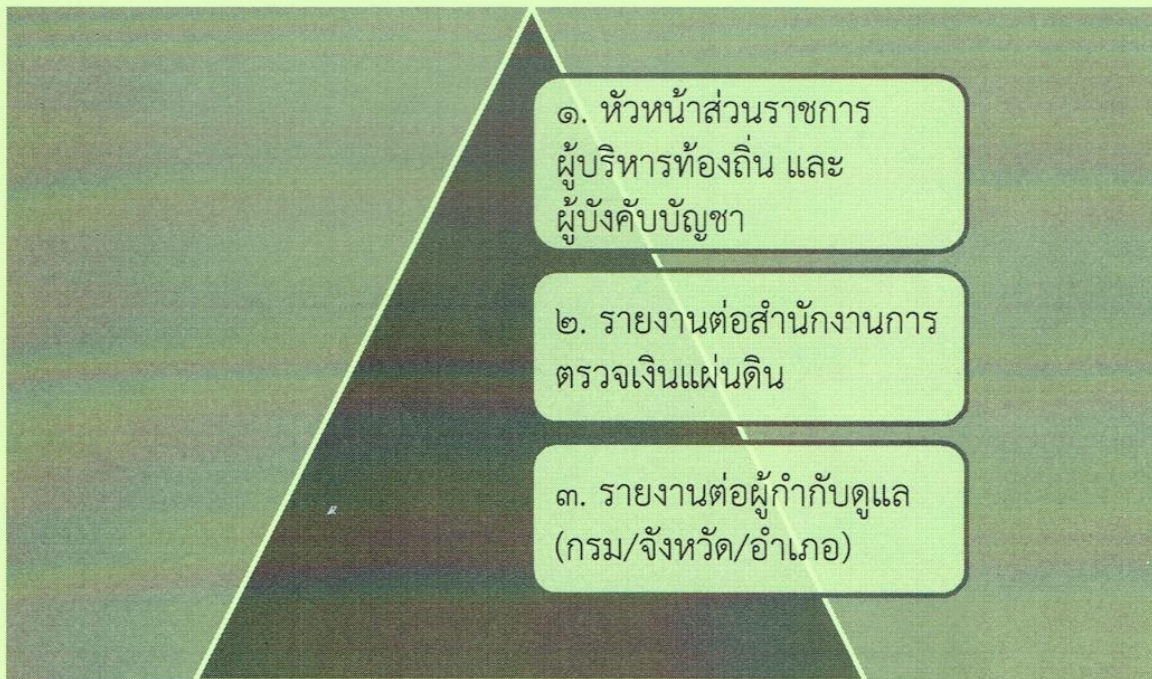 ๑. หัวหน้าส่วนราชการ
ผู้บริหารท้องถิ่น และ
ผู้บังคับบัญชา
๒. รายงานต่อสำนักงานการ
ตรวจเงินแผ่นดิน
๓. รายงานต่อผู้กำกับดูแล
(กรม/จังหวัด/อำเภอ)